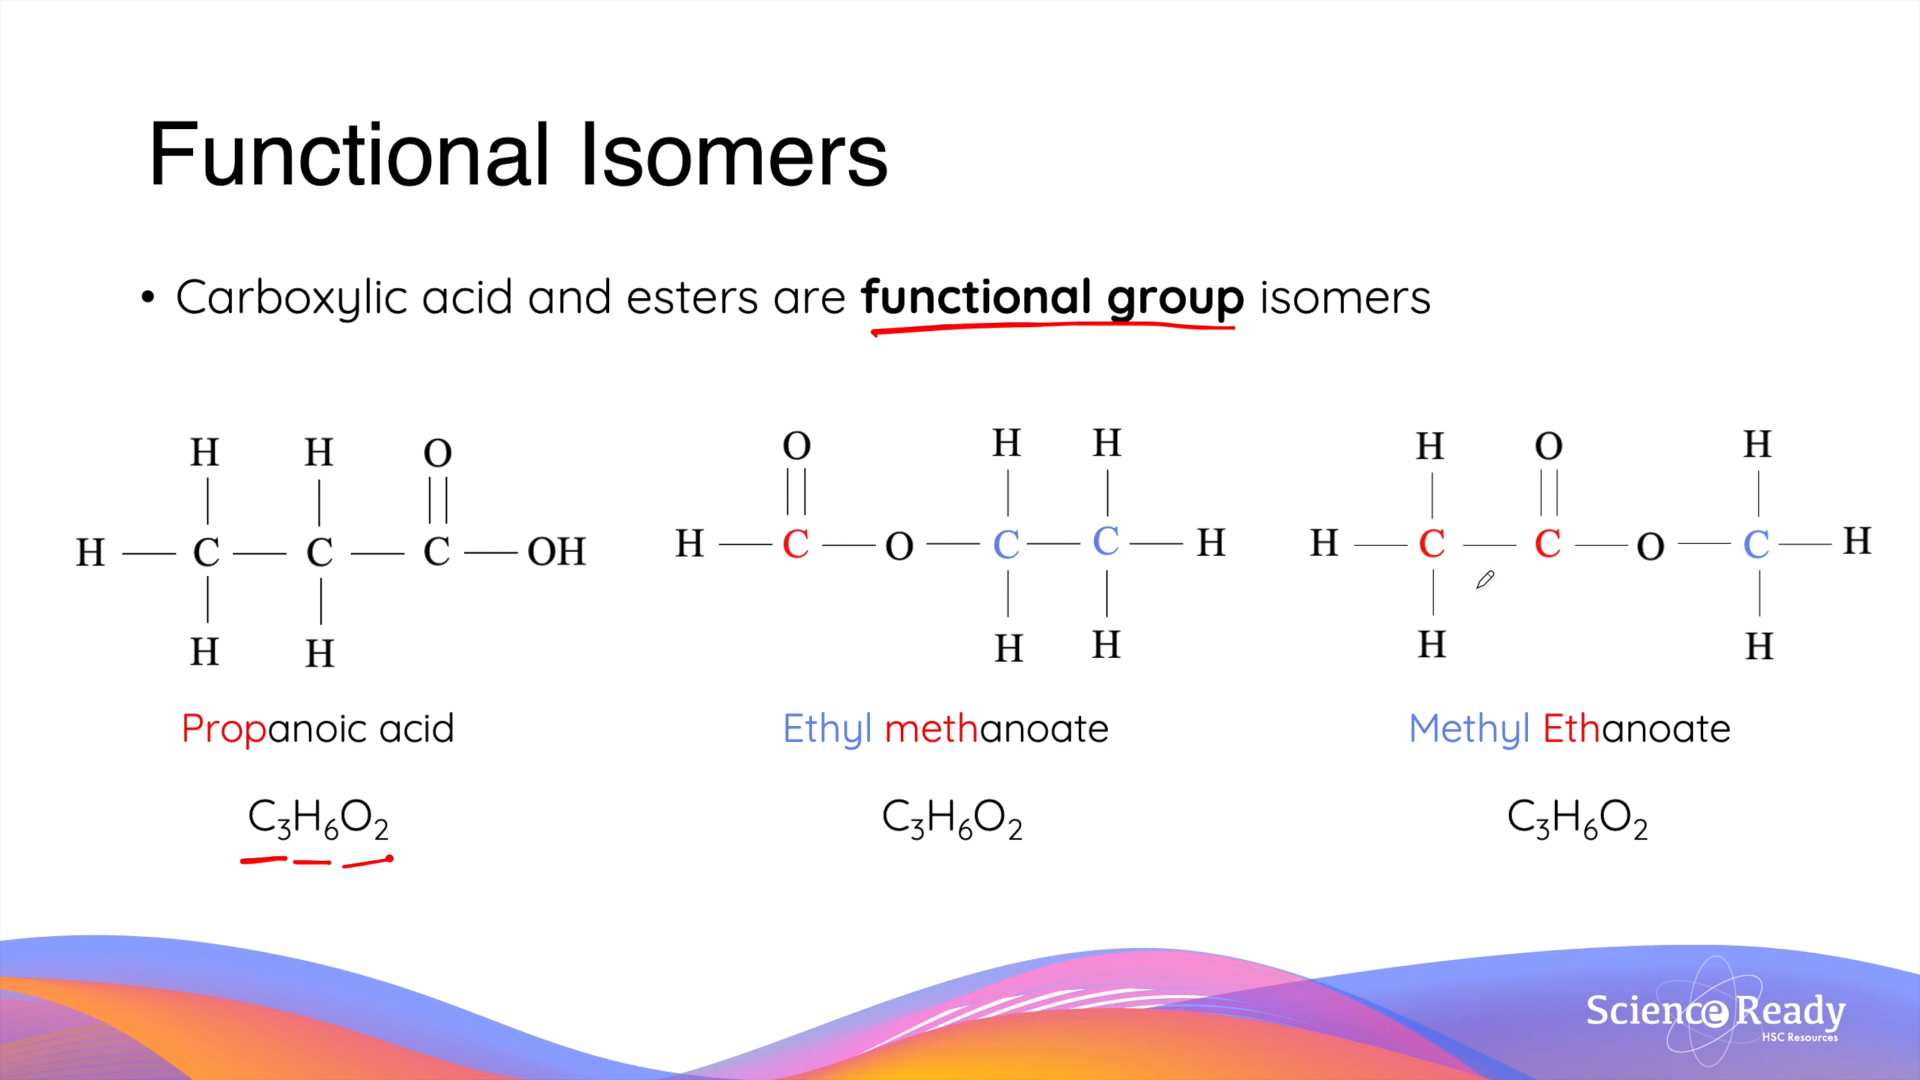 Functional Isomers
• Carboxylic acid and esters are functional group isomers
H H O
H C C C OH
H H
O H H
H C O C C H
H H
H O H
H C C O C H
H H
Propanoic acid
Ethyl methanoate
Methyl Ethanoate
C₃H₆O₂
C₃H₆O₂
C₃H₆O₂
Science Ready
HSC Resources